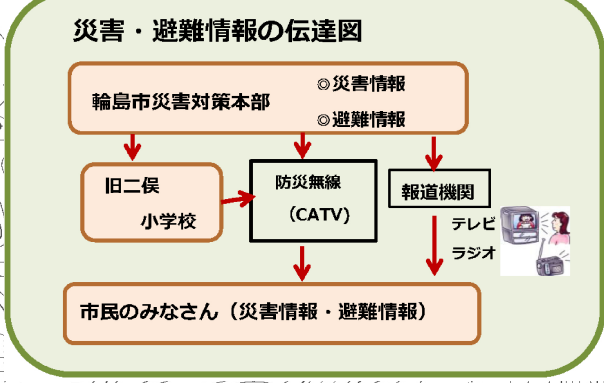 災害・避難情報の伝達図
輪島市災害対策本部
◎災害情報
◎避難情報
旧二俣
小学校
防災無線
（CATV)
報道機関
テレビ
ラジオ
市民のみなさん（災害情報・避難情報）